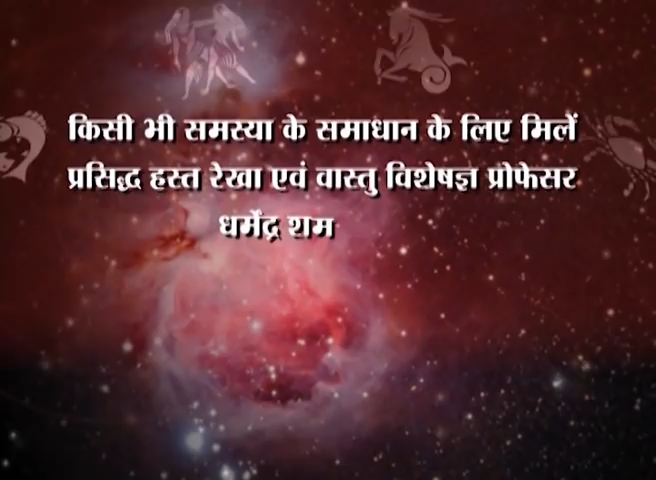 किसी भी समस्या के समाधान के लिए मिलें
प्रसिद्ध हस्त रेखा एवं वास्तु विशेषज्ञ प्रोफेसर
धर्मेंद्र शम